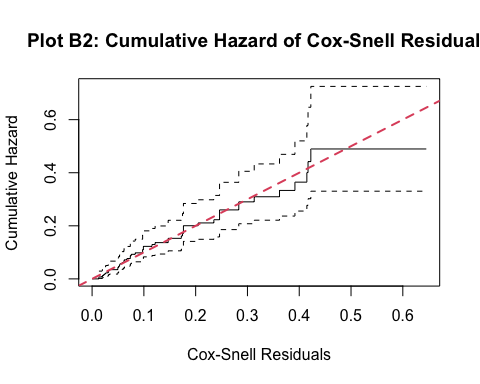 Plot B2: Cumulative Hazard of Cox-Snell Residual
Cumulative Hazard
0.6
0.4
0.2
0.0
0.0 0.1 0.2 0.3 0.4 0.5 0.6
Cox-Snell Residuals